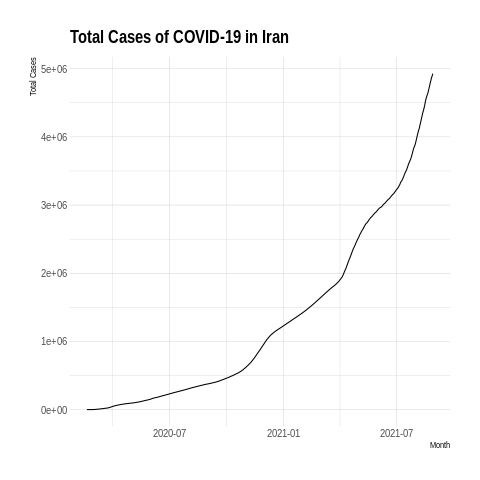 Total Cases of COVID-19 in Iran
Total Cases
5e+06
4e+06
3e+06
2e+06
1e+06
0e+00
2020-07 2021-01 2021-07
Month